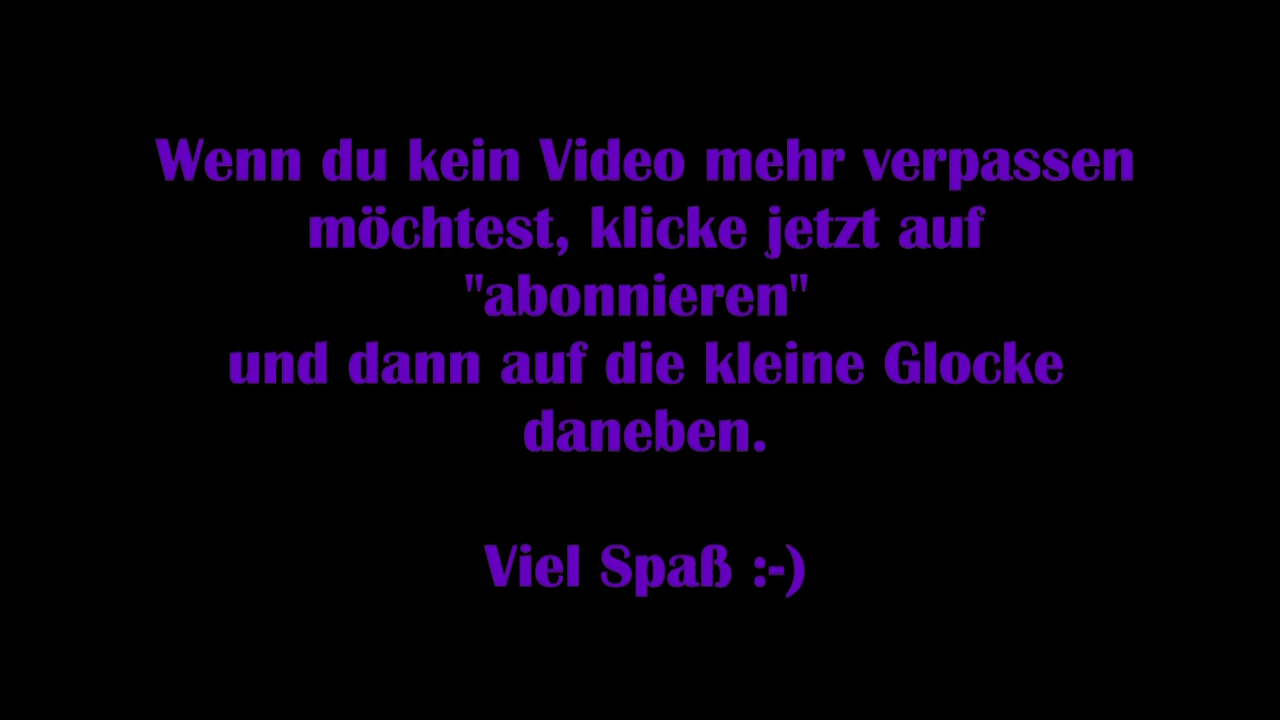 Wenn du kein Video mehr verpassen
möchtest, klicke jetzt auf
"abonnieren"
und dann auf die kleine Glocke
daneben.
Viel Spaß :-)